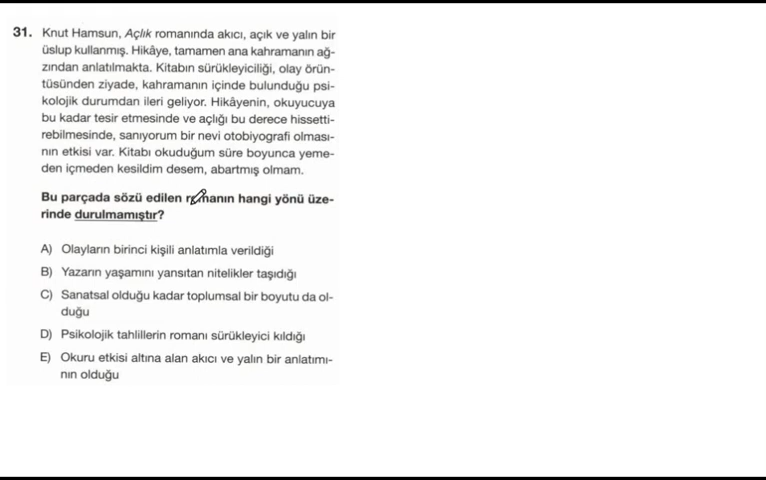 31. Knut Hamsun, Açlık romanında akıcı, açık ve yalın bir
üslup kullanmış. Hikâye, tamamen ana kahramanın ağ-
zından anlatılmakta. Kitabın sürükleyiciliği, olay örün-
tüsünden ziyade, kahramanın içinde bulunduğu psi-
kolojik durumdan ileri geliyor. Hikâyenin, okuyucuya
bu kadar tesir etmesinde ve açlığı bu derece hissetti-
rebilmesinde, sanıyorum bir nevi otobiyografi olması-
nın etkisi var. Kitabı okuduğum süre boyunca yeme-
den içmeden kesildim desem, abartmış olmam.
Bu parçada sözü edilen romanın hangi yönü üze-
rinde durulmamıştır?
A) Olayların birinci kişili anlatımla verildiği
B) Yazarın yaşamını yansıtan nitelikler taşıdığı
C) Sanatsal olduğu kadar toplumsal bir boyutu da ol-
duğu
D) Psikolojik tahlillerin romanı sürükleyici kıldığı
E) Okuru etkisi altına alan akıcı ve yalın bir anlatımı-
nın olduğu